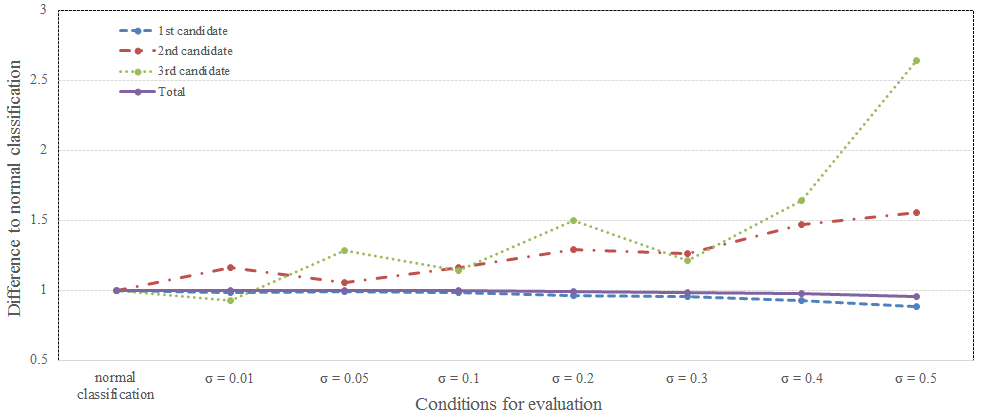 3
1st candidate
2nd candidate
3rd candidate
Total
2.5
2
1.5
1
0.5
Difference to normal classification
normal
classification
σ = 0.01
σ = 0.05
σ = 0.1
σ = 0.2
σ = 0.3
σ = 0.4
σ = 0.5
Conditions for evaluation